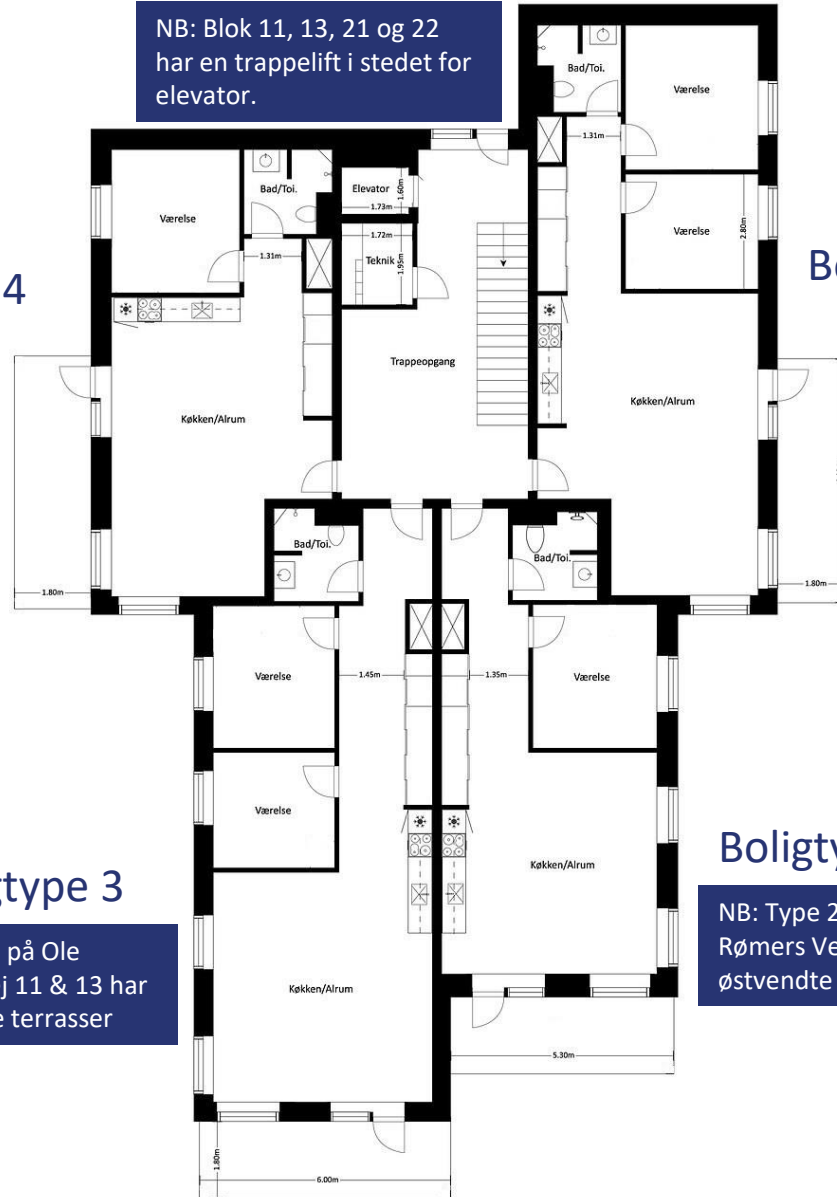 NB: Blok 11, 13, 21 og 22
har en trappelift i stedet for
elevator.
Bad/Toi.
Værelse
1.31m
Værelse
2.80m
Værelse
Bad/Toi.
1.31m
Elevator
1.60m
1.73m
1.72m
Teknik
1.95m
4
Trappeopgang
Køkken/Alrum
Køkken/Alrum
1.80m
1.80m
Bad/Toi.
Bad/Toi.
Værelse
1.45m
1.35m
Værelse
Værelse
Køkken/Alrum
Køkken/Alrum
gtype 3
på Ole
j 11 & 13 har
e terrasser
Boligty
NB: Type 2
Rømers Ve
østvendte
5.30m
1.80m
6.00m